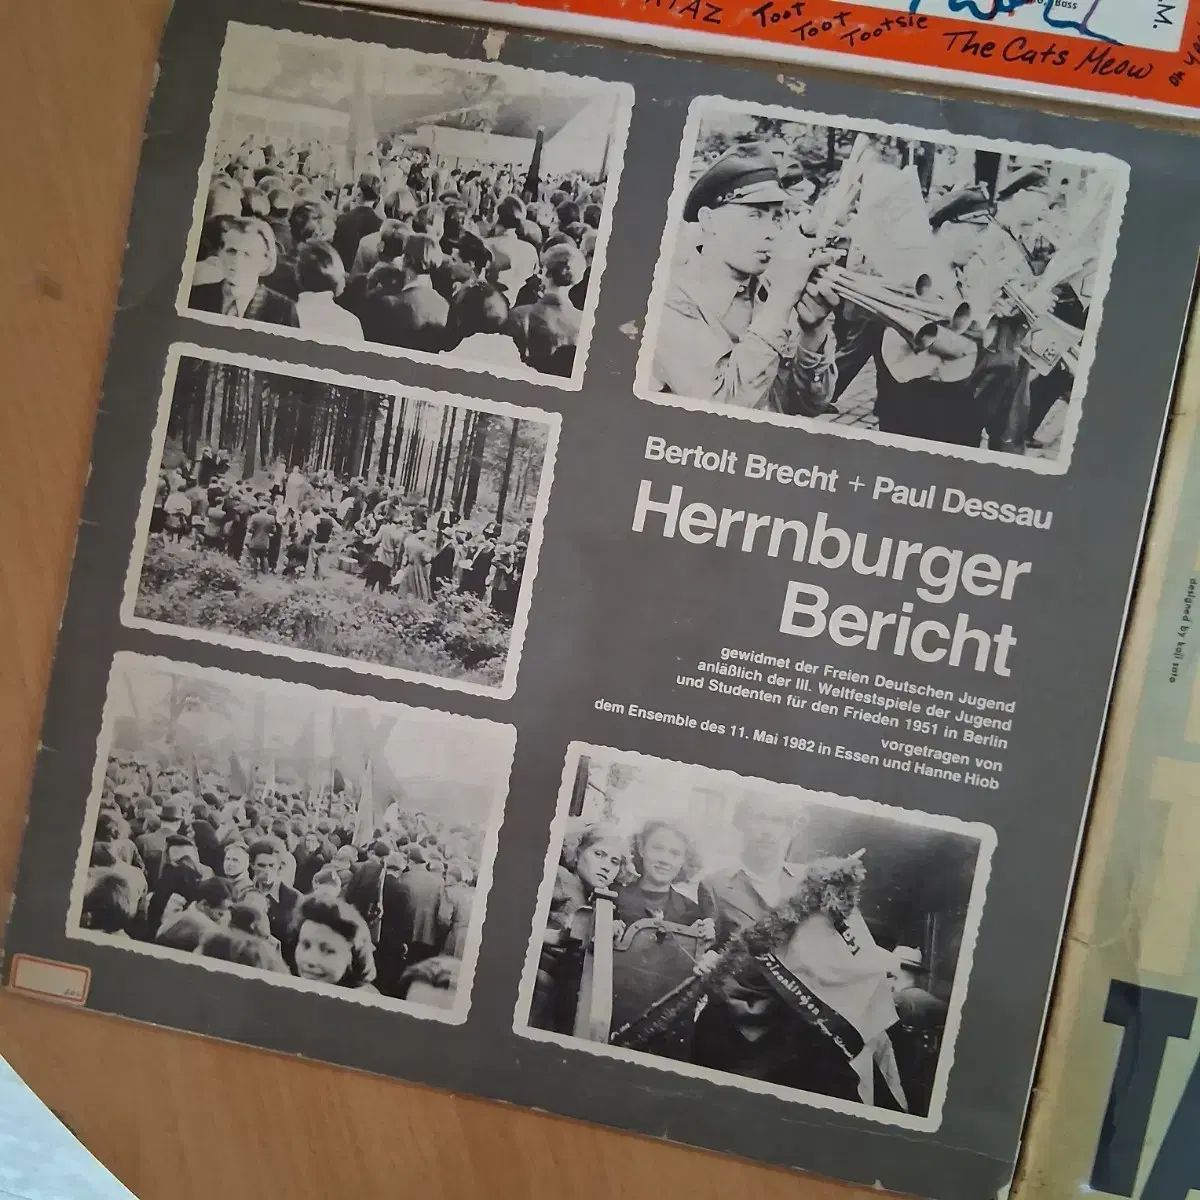 Toot
Toot
Tootsie
The Cats Meow
Bass
Bertolt Brecht + Paul Dessau
Herrnburger
Bericht
gewidmet der Freien Deutschen Jugend
anläßlich der III. Weltfestspiele der Jugend
und Studenten für den Frieden 1951 in Berlin
vorgetragen von
dem Ensemble des 11. Mai 1982 in Essen und Hanne Hiob
designed by koji